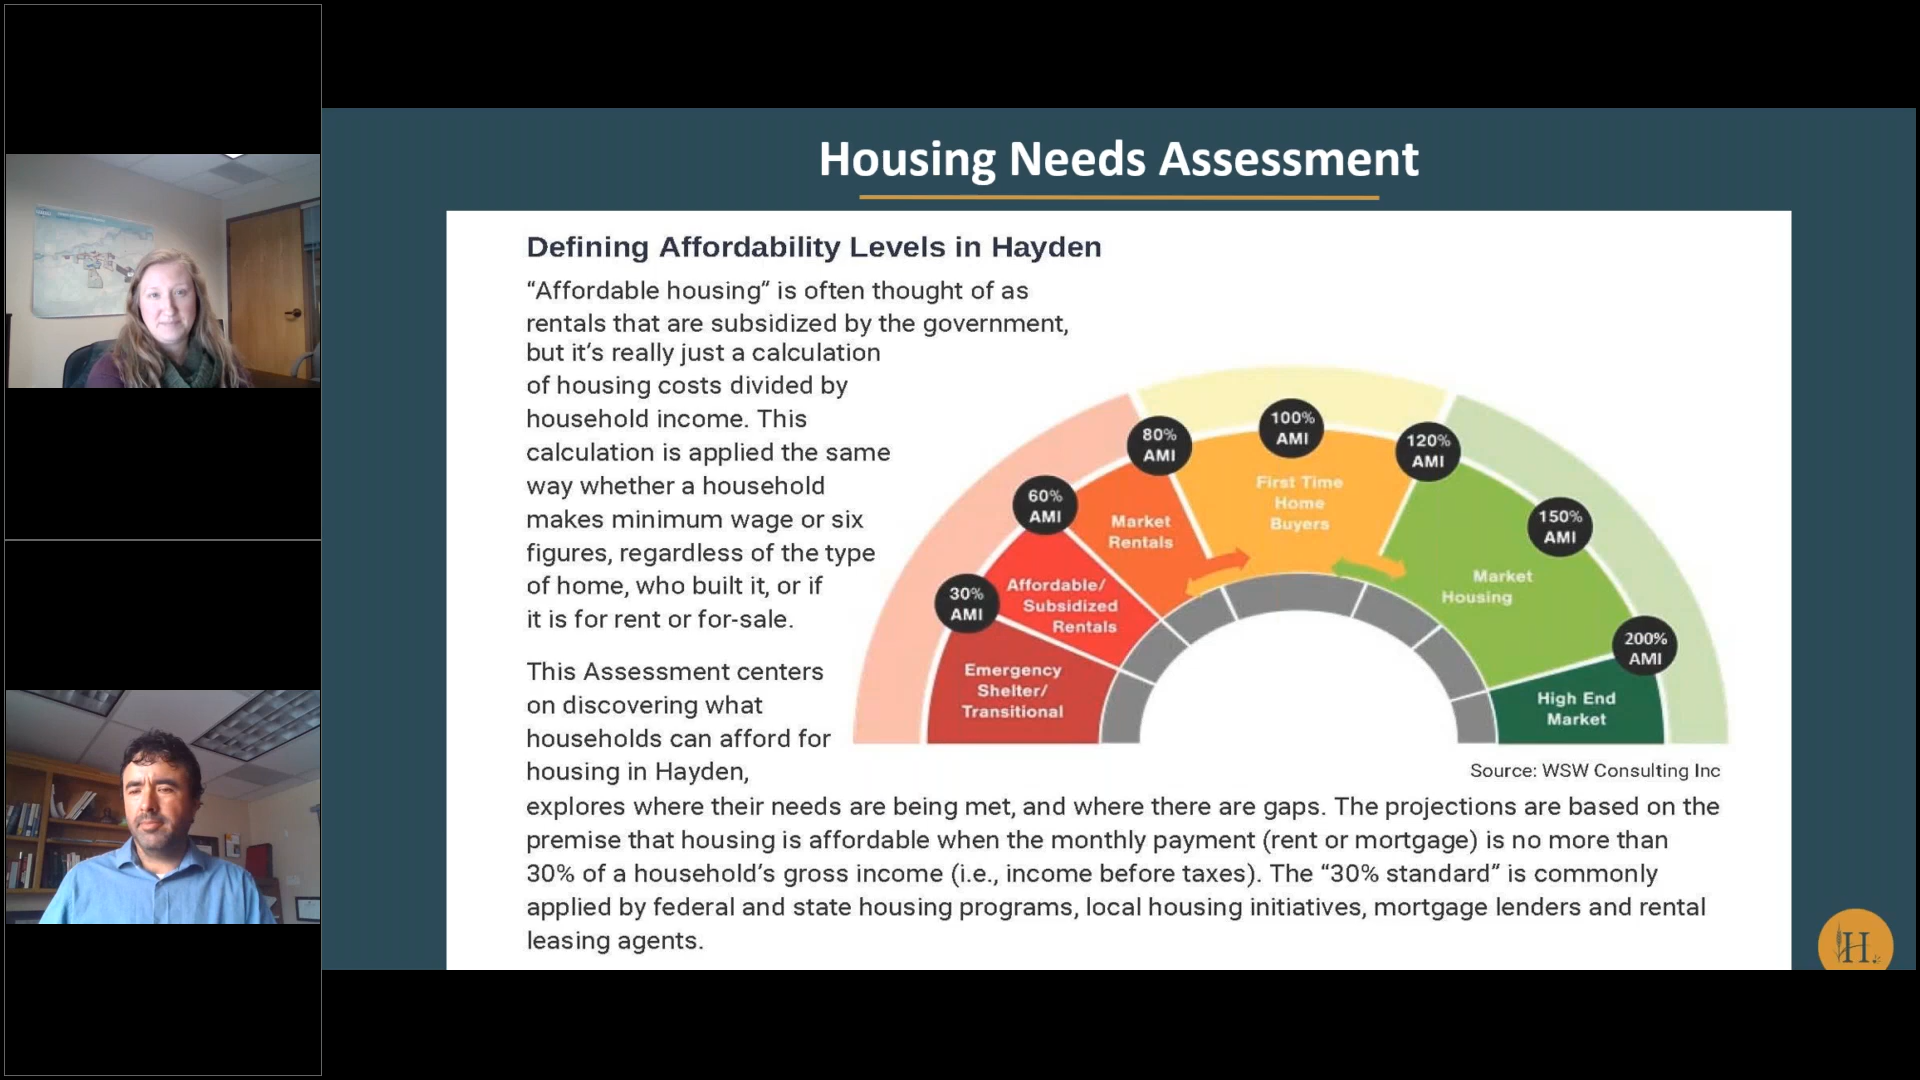 Housing Needs Assessment
Defining Affordability Levels in Hayden
“Affordable housing” is often thought of as
rentals that are subsidized by the government,
but it’s really just a calculation
of housing costs divided by
household income. This
calculation is applied the same
way whether a household
makes minimum wage or six
figures, regardless of the type
of home, who built it, or if
it is for rent or for-sale.
This Assessment centers
on discovering what
households can afford for
housing in Hayden,
explores where their needs are being met, and where there are gaps. The projections are based on the
premise that housing is affordable when the monthly payment (rent or mortgage) is no more than
30% of a household’s gross income (i.e., income before taxes). The “30% standard” is commonly
applied by federal and state housing programs, local housing initiatives, mortgage lenders and rental
leasing agents.
30%
AMI
60%
AMI
80%
AMI
100%
AMI
120%
AMI
150%
AMI
200%
AMI
Emergency
Shelter/
Transitional
Affordable/
Subsidized
Rentals
Market
Rentals
First Time
Home
Buyers
Market
Housing
High End
Market
Source: WSW Consulting Inc
H.